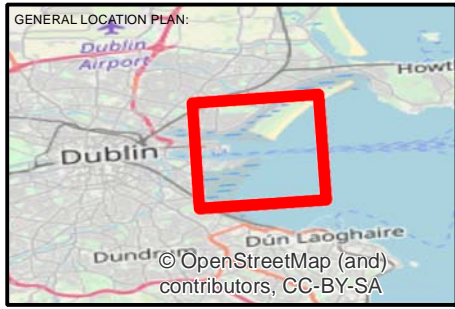 GENERAL LOCATION PLAN:
Dublin
Airport
Howt
Dublin
Dún Laoghaire
Dundrum
© OpenStreetMap (and)
contributors, CC-BY-SA